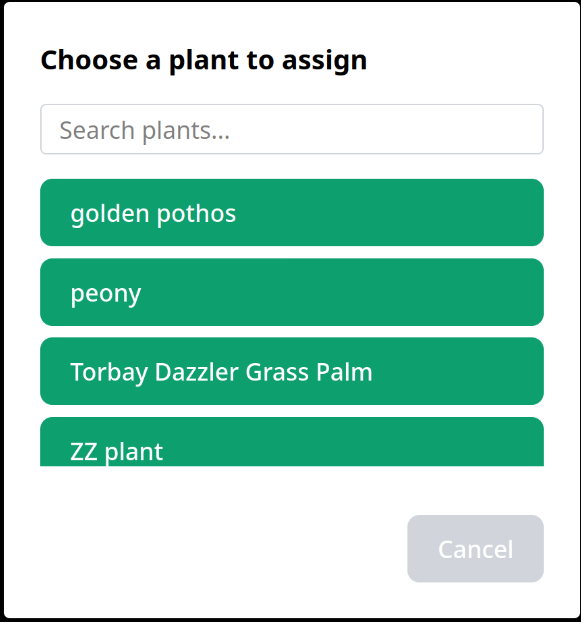 Choose a plant to assign
Search plants...
golden pothos
peony
Torbay Dazzler Grass Palm
ZZ plant
Cancel